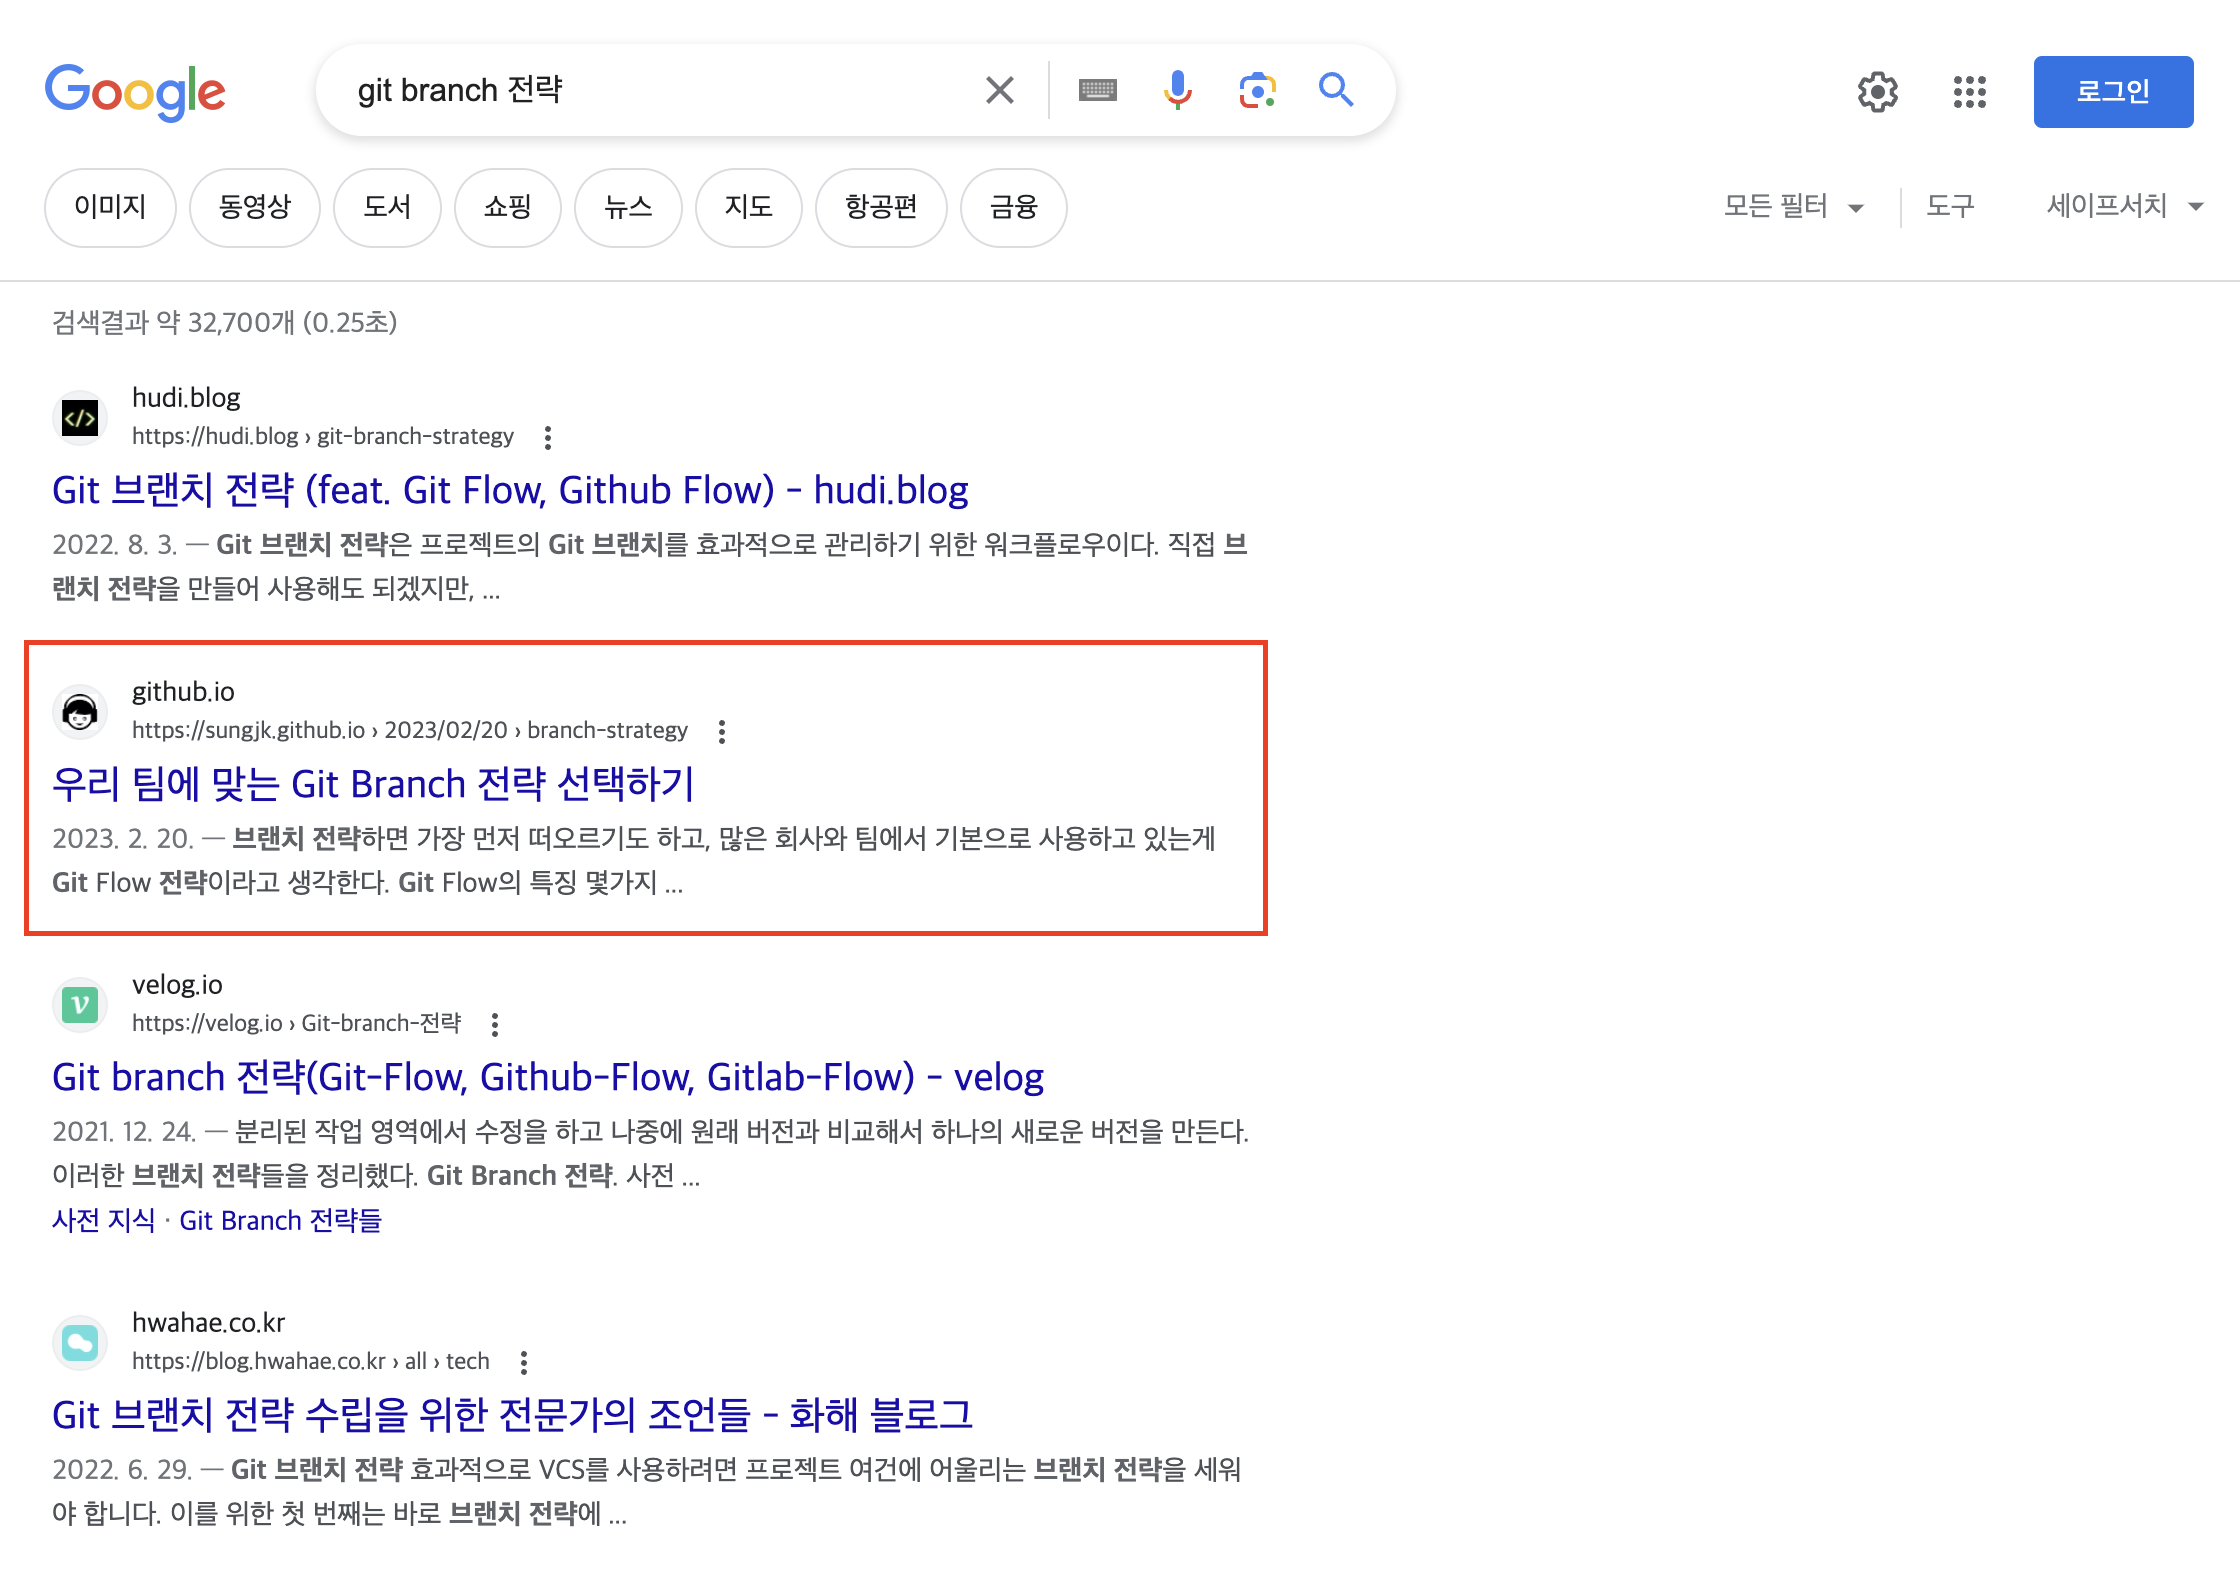 Google
git branch 전략
로그인
이미지
동영상
도서
쇼핑
뉴스
지도
항공편
금융
모든 필터
도구
세이프서치
검색결과 약 32,700개 (0.25초)
</>
hudi.blog
https://hudi.blog › git-branch-strategy
Git 브랜치 전략 (feat. Git Flow, Github Flow) - hudi.blog
2022. 8. 3. — Git 브랜치 전략은 프로젝트의 Git 브랜치를 효과적으로 관리하기 위한 워크플로우이다. 직접 브
랜치 전략을 만들어 사용해도 되겠지만, ...
github.io
https://sungjk.github.io › 2023/02/20 › branch-strategy
우리 팀에 맞는 Git Branch 전략 선택하기
2023. 2. 20. — 브랜치 전략하면 가장 먼저 떠오르기도 하고, 많은 회사와 팀에서 기본으로 사용하고 있는게
Git Flow 전략이라고 생각한다. Git Flow의 특징 몇가지 ...
v
velog.io
https://velog.io › Git-branch-전략
Git branch 전략(Git-Flow, Github-Flow, Gitlab-Flow) - velog
2021. 12. 24. — 분리된 작업 영역에서 수정을 하고 나중에 원래 버전과 비교해서 하나의 새로운 버전을 만든다.
이러한 브랜치 전략들을 정리했다. Git Branch 전략. 사전 ...
사전 지식 · Git Branch 전략들
hwahae.co.kr
https://blog.hwahae.co.kr › all › tech
Git 브랜치 전략 수립을 위한 전문가의 조언들 - 화해 블로그
2022. 6. 29. — Git 브랜치 전략 효과적으로 VCS를 사용하려면 프로젝트 여건에 어울리는 브랜치 전략을 세워
야 합니다. 이를 위한 첫 번째는 바로 브랜치 전략에 ...